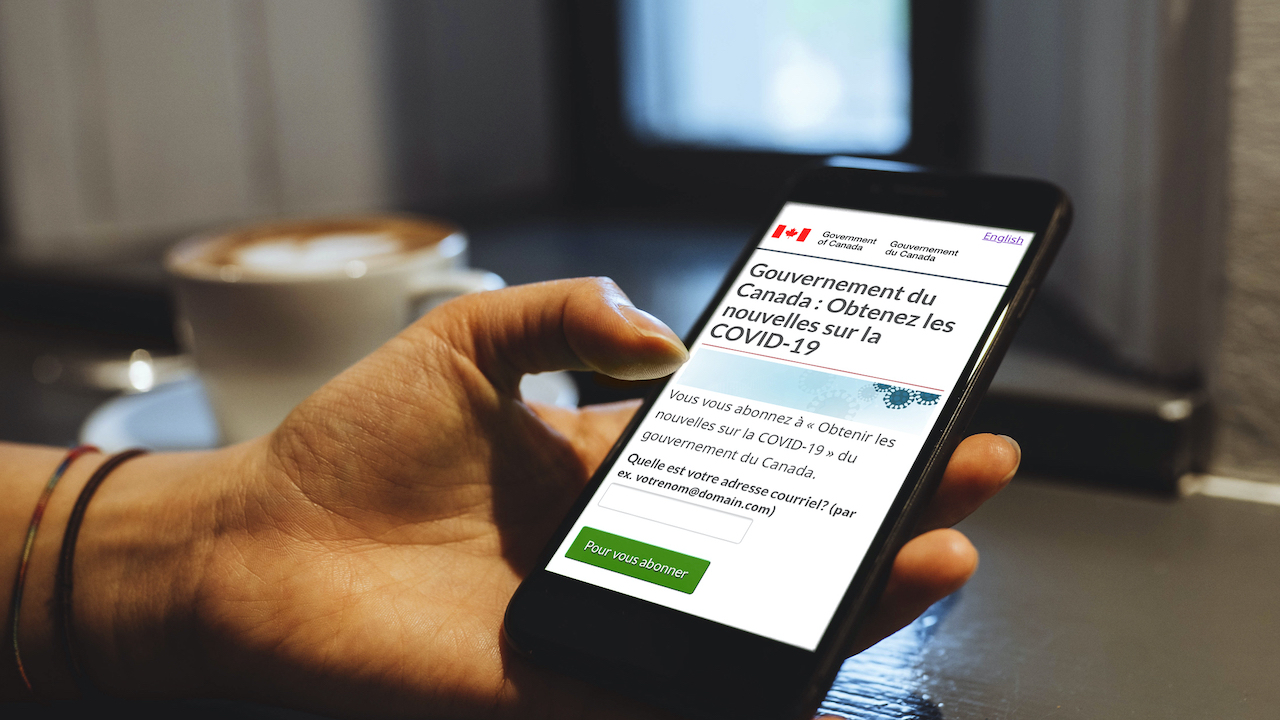 Government
of Canada
Gouvernement
du Canada
English
Gouvernement du
Canada : Obtenez les
nouvelles sur la
COVID-19
Vous vous abonnez à « Obtenir les
nouvelles sur la COVID-19 » du
gouvernement du Canada.
Quelle est votre adresse courriel? (par
ex. votrenom@domain.com)
Pour vous abonner